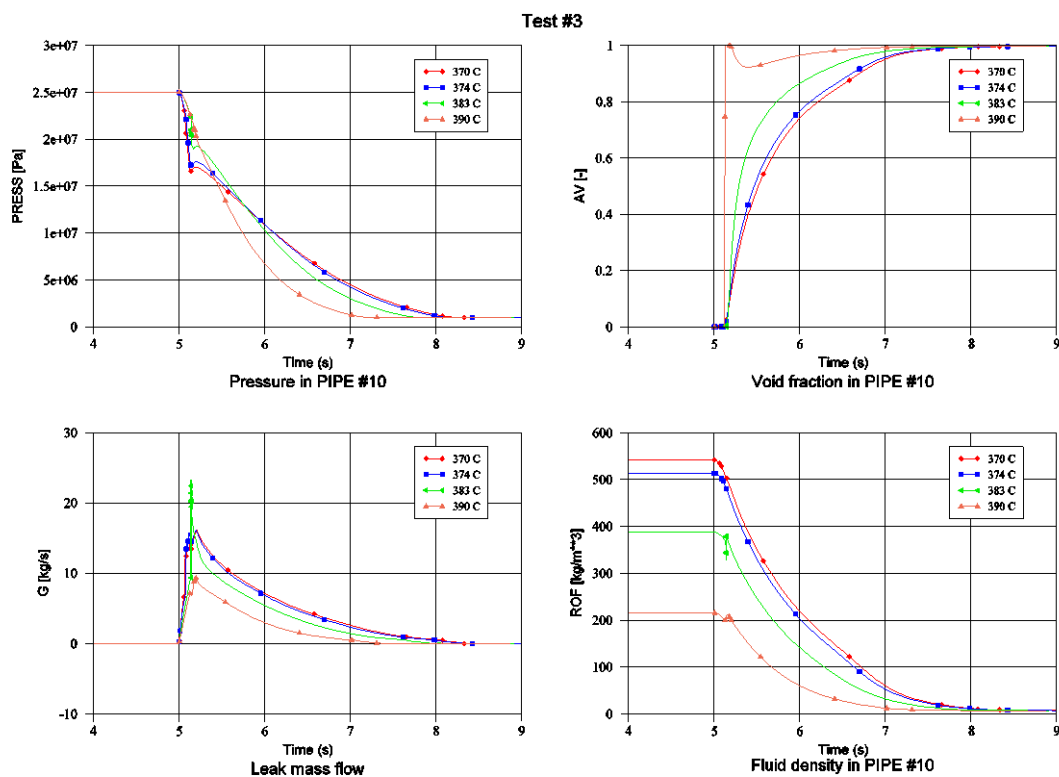 Test #3
3e+07
2.5e+07
2e+07
1.5e+07
1e+07
5e+06
0
PRESS [Pa]
370 C
374 C
383 C
390 C
4 5 6 7 8 9
Time (s)
Pressure in PIPE #10
1
0.8
0.6
0.4
0.2
0
AV [-]
370 C
374 C
383 C
390 C
4 5 6 7 8 9
Time (s)
Void fraction in PIPE #10
30
20
10
0
-10
G [kg/s]
370 C
374 C
383 C
390 C
4 5 6 7 8 9
Time (s)
Leak mass flow
600
500
400
300
200
100
0
ROF [kg/m**3]
370 C
374 C
383 C
390 C
4 5 6 7 8 9
Time (s)
Fluid density in PIPE #10